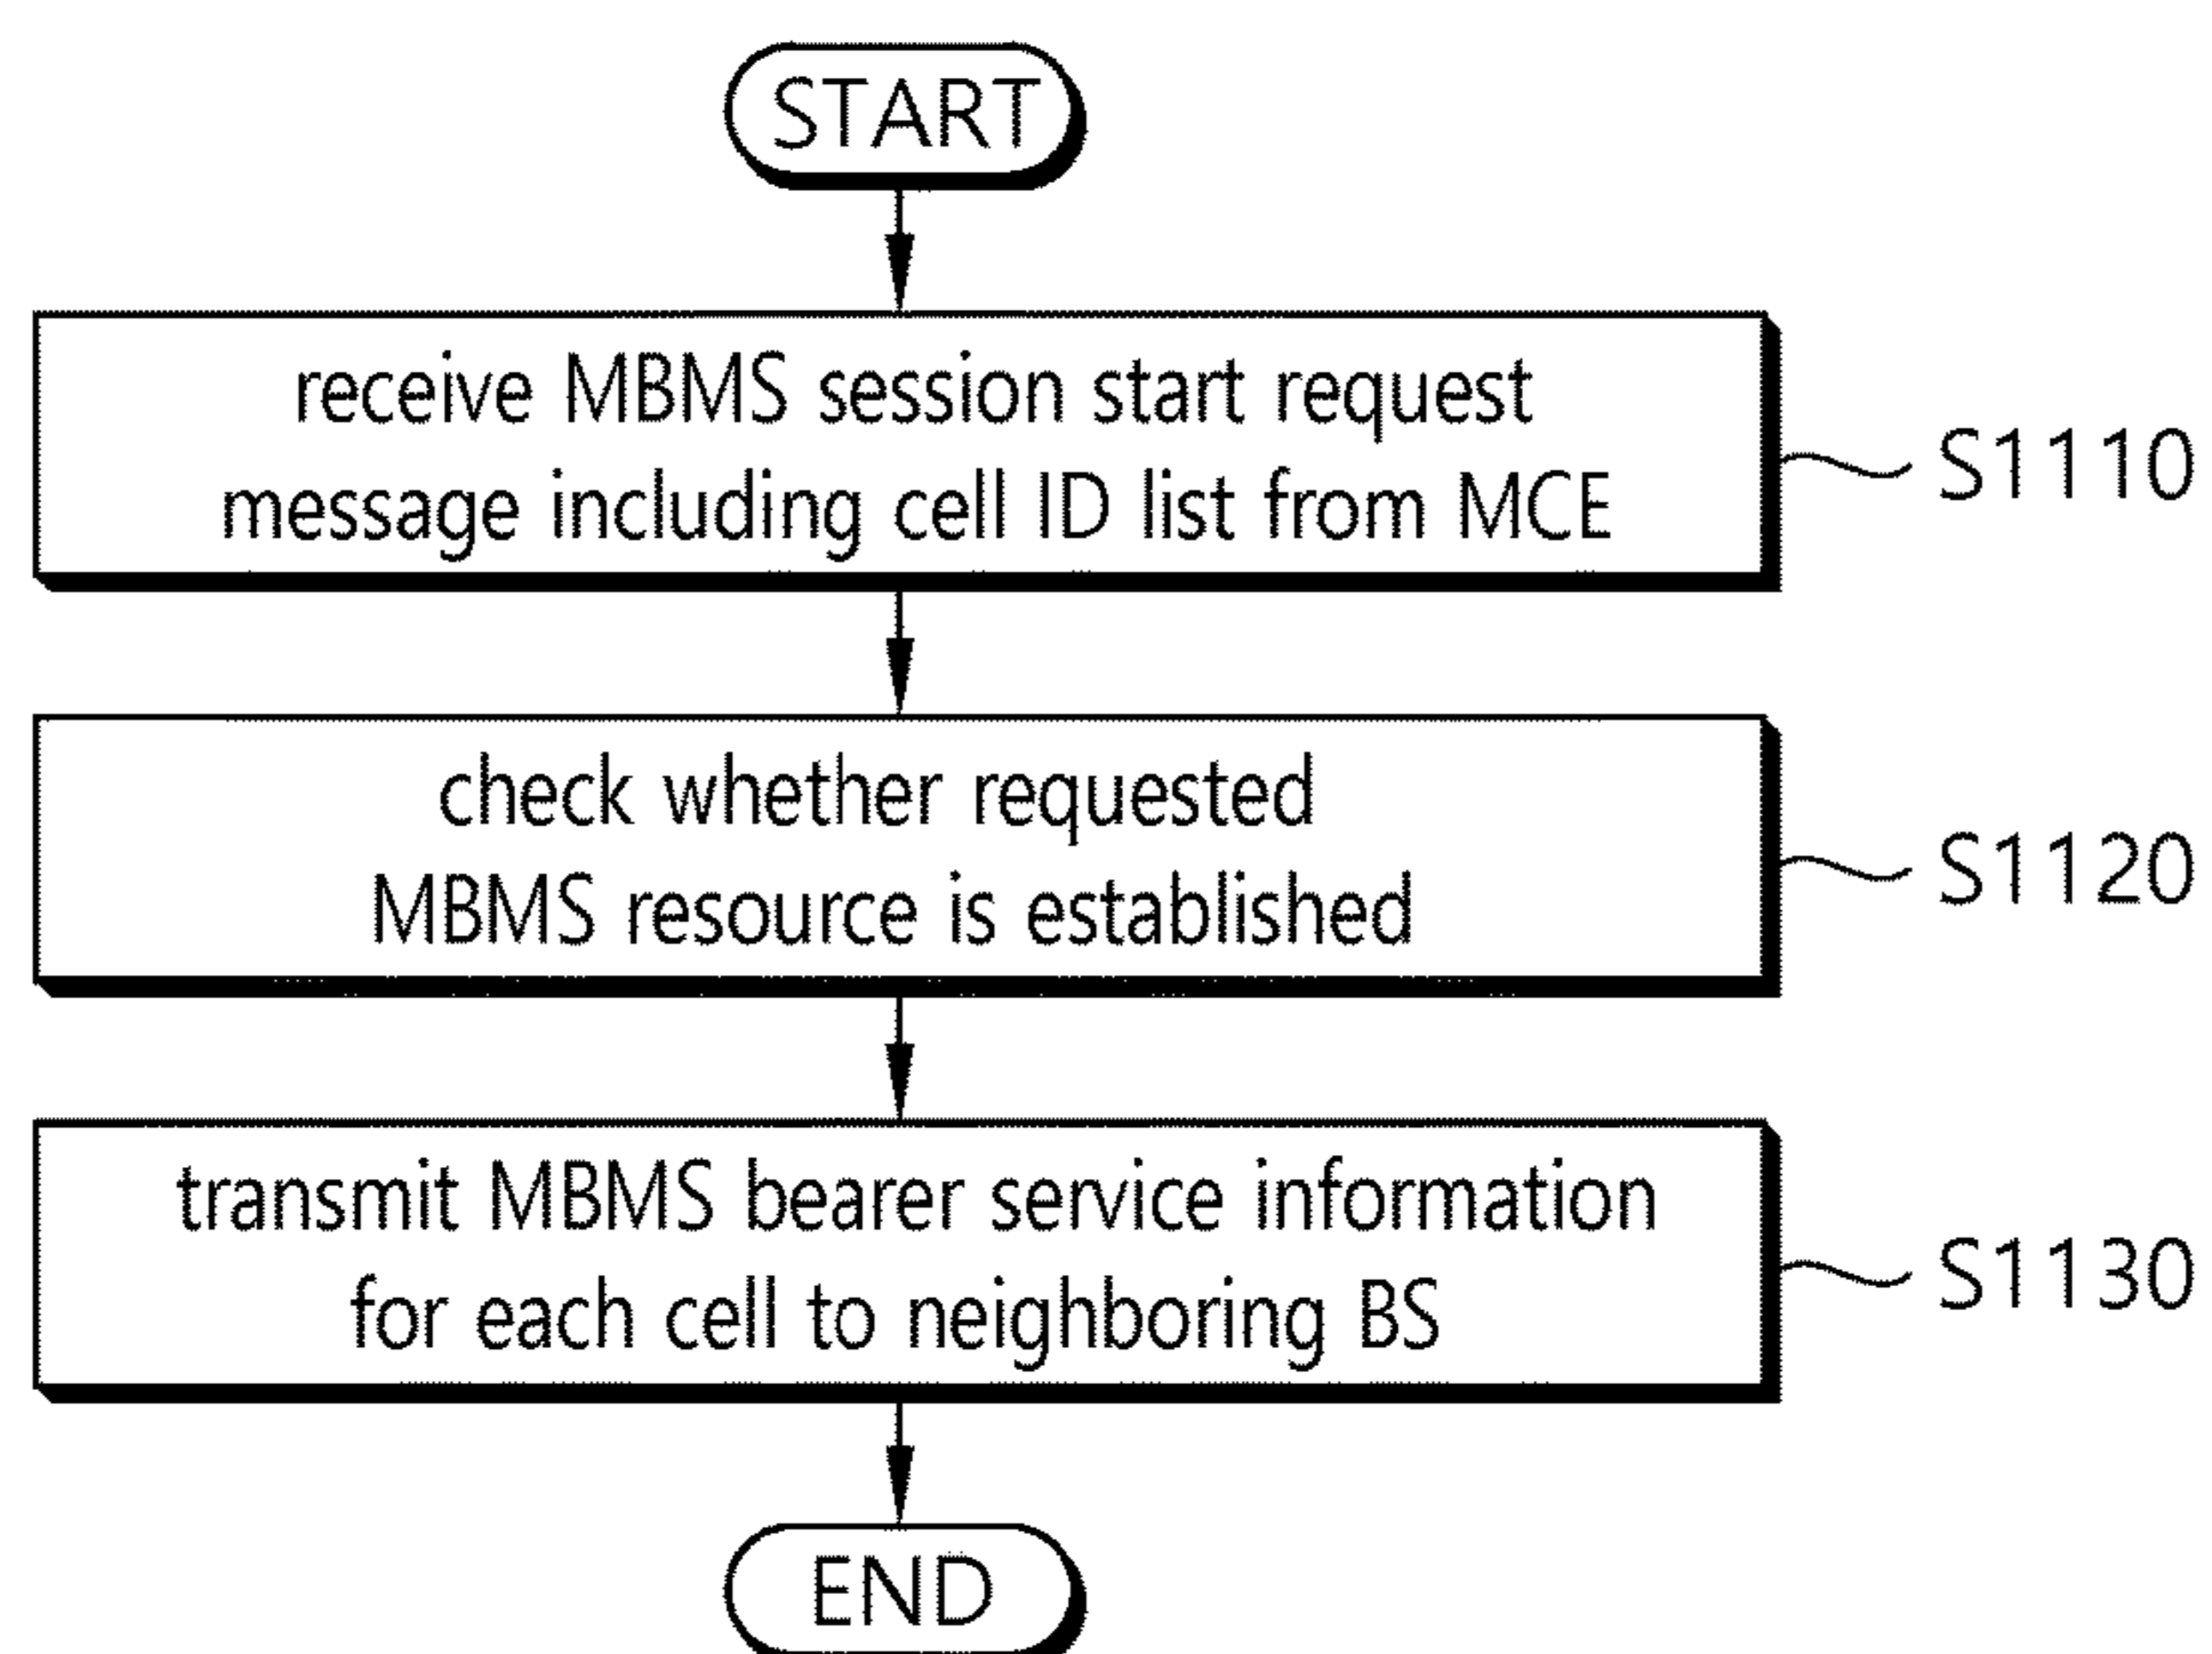 START
receive MBMS session start request
message including cell ID list from MCE
S1110
check whether requested
MBMS resource is established
S1120
transmit MBMS bearer service information
for each cell to neighboring BS
S1130
END